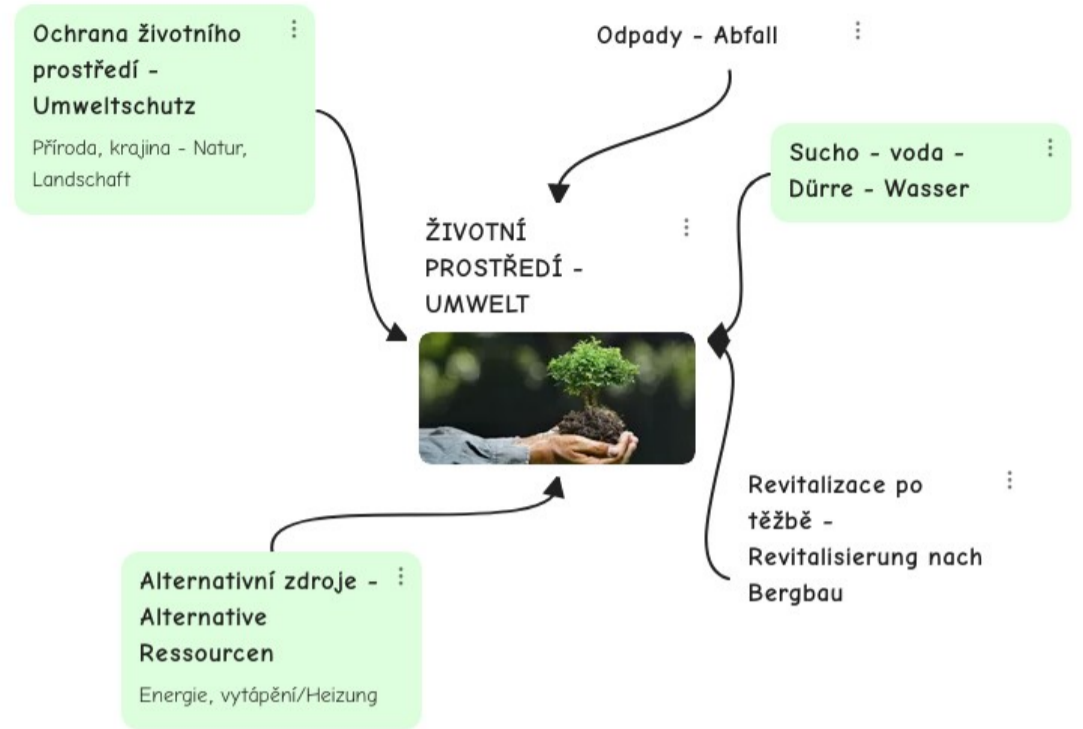 Ochrana životního
prostředí -
Umweltschutz
Příroda, krajina - Natur,
Landschaft
Odpady - Abfall
Sucho - voda -
Dürre - Wasser
ŽIVOTNÍ
PROSTŘEDÍ -
UMWELT
Revitalizace po
těžbě -
Revitalisierung nach
Bergbau
Alternativní zdroje -
Alternative
Ressourcen
Energie, vytápění/Heizung